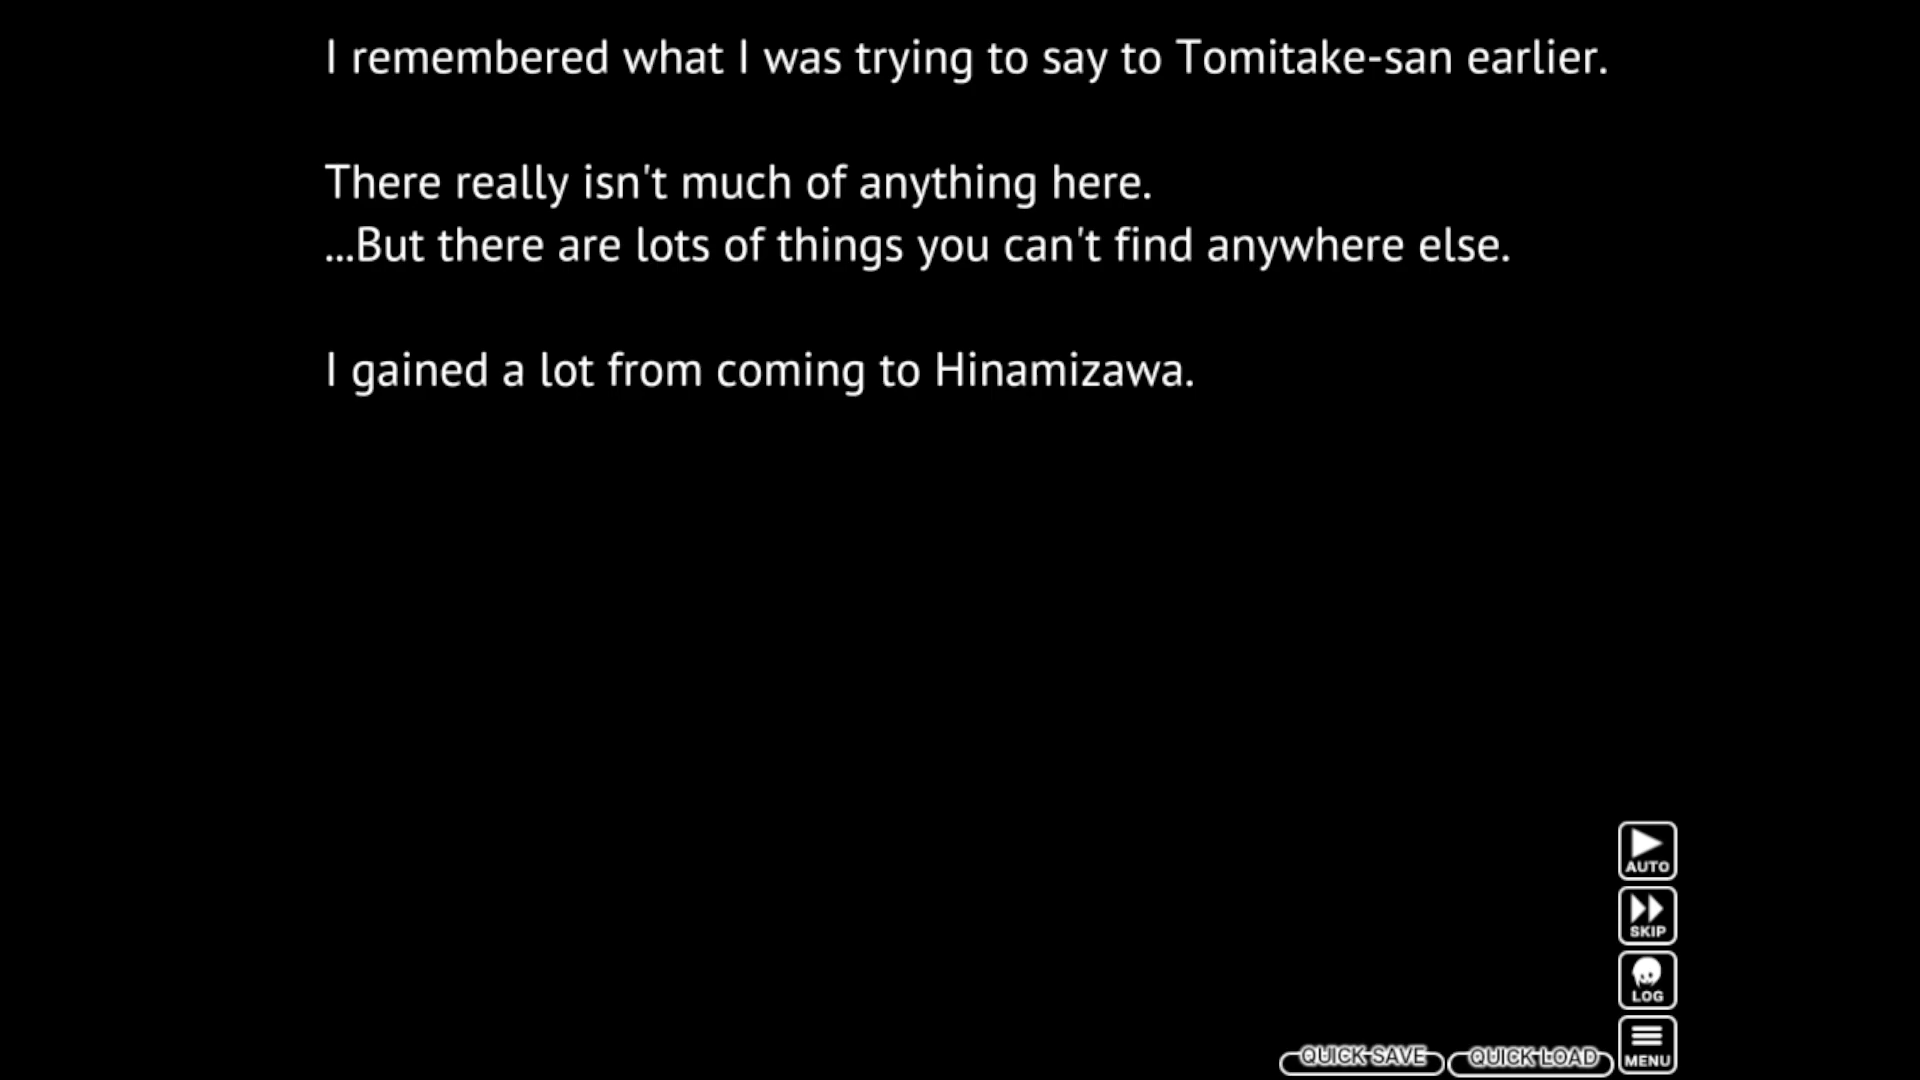 I remembered what I was trying to say to Tomitake-san earlier.
There really isn't much of anything here.
...But there are lots of things you can't find anywhere else.
I gained a lot from coming to Hinamizawa.
AUTO
SKIP
LOG
MENU
QUICK SAVE
QUICK LOAD